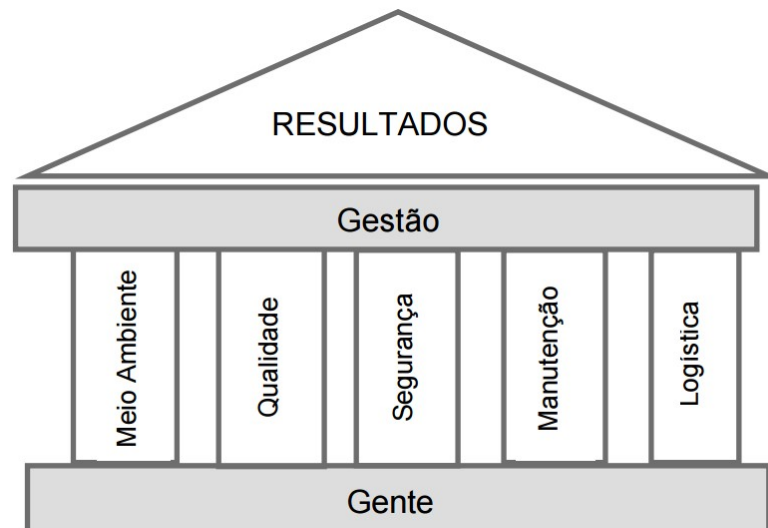 RESULTADOS
Gestão
Meio Ambiente
Qualidade
Segurança
Manutenção
Logística
Gente